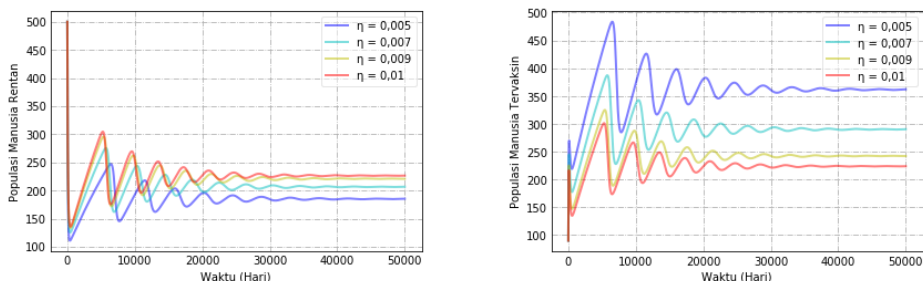 η = 0,005
η = 0,007
η = 0,009
η = 0,01
Populasi Manusia Rentan
500
450
400
350
300
250
200
150
100
0 10000 20000 30000 40000 50000
Waktu (Hari)
η = 0,005
η = 0,007
η = 0,009
η = 0,01
Populasi Manusia Tervaksin
500
450
400
350
300
250
200
150
100
0 10000 20000 30000 40000 50000
Waktu (Hari)